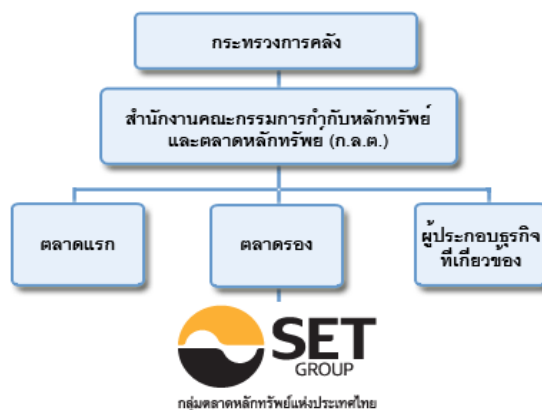 กระทรวงการคลัง
สำนักงานคณะกรรมการกำกับหลักทรัพย์
และตลาดหลักทรัพย์ (ก.ล.ต.)
ตลาดแรก
ตลาดรอง
ผู้ประกอบธุรกิจ
ที่เกี่ยวข้อง
SET
GROUP
กลุ่มตลาดหลักทรัพย์แห่งประเทศไทย